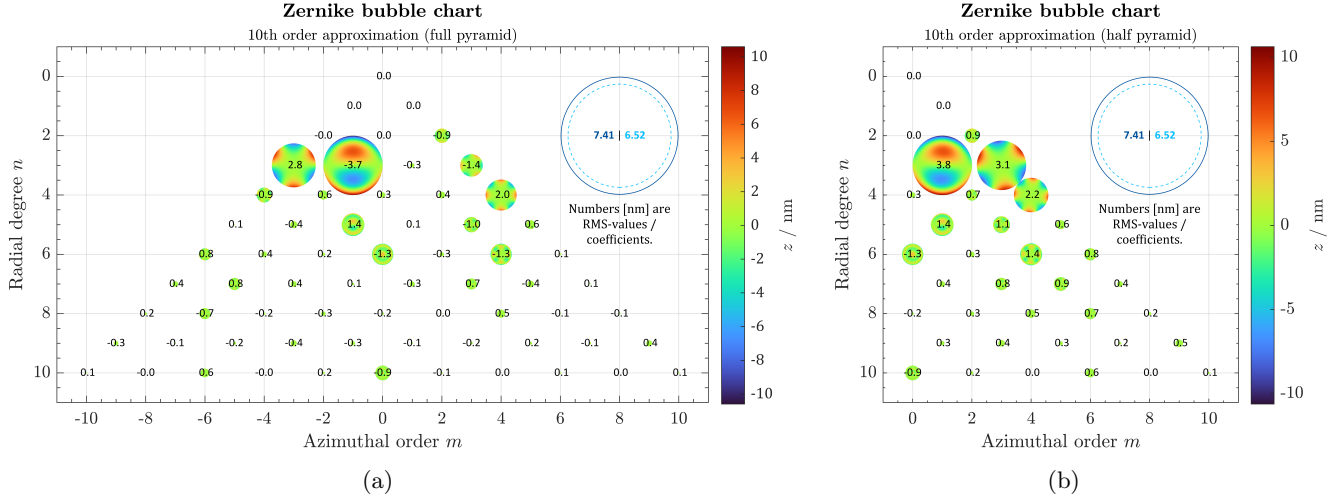 Zernike bubble chart
10th order approximation (full pyramid)
Radial degree n
0
2
4
6
8
10
0.0
0.0 0.0
-0.0 0.0 -0.9
2.8 -3.7 -0.3 -1.4
-0.9 0.6 0.3 0.4 2.0
0.1 -0.4 1.4 0.1 -1.0 0.6
0.8 0.4 0.2 -1.3 -0.3 -1.3 0.1
0.4 0.8 0.4 0.1 -0.3 0.7 -0.4 0.1
0.2 -0.7 -0.2 -0.3 -0.2 0.0 0.5 -0.1 -0.1
-0.3 -0.1 -0.2 -0.4 -0.3 -0.1 -0.2 0.2 -0.1 0.4
0.1 -0.0 0.6 -0.0 0.2 -0.9 -0.1 0.0 -0.1 0.0 0.1
7.41 | 6.52
Numbers [nm] are
RMS-values /
coefficients.
-10 -8 -6 -4 -2 0 2 4 6 8 10
Azimuthal order m
10
8
6
4
2
0
-2
-4
-6
-8
-10
z / nm
(a)
Zernike bubble chart
10th order approximation (half pyramid)
Radial degree n
0
2
4
6
8
10
0.0
0.0
0.0 0.9
3.8 3.1
0.3 0.7 2.2
1.4 1.1 0.6
-1.3 0.3 1.4 0.8
0.3 0.8 0.9 0.4
-0.2 0.3 0.5 0.7 0.2
0.3 0.4 0.3 0.2 0.5
-0.9 0.2 0.0 0.6 0.0 0.1
7.41 | 6.52
Numbers [nm] are
RMS-values /
coefficients.
0 2 4 6 8 10
Azimuthal order m
10
5
0
-5
-10
z / nm
(b)